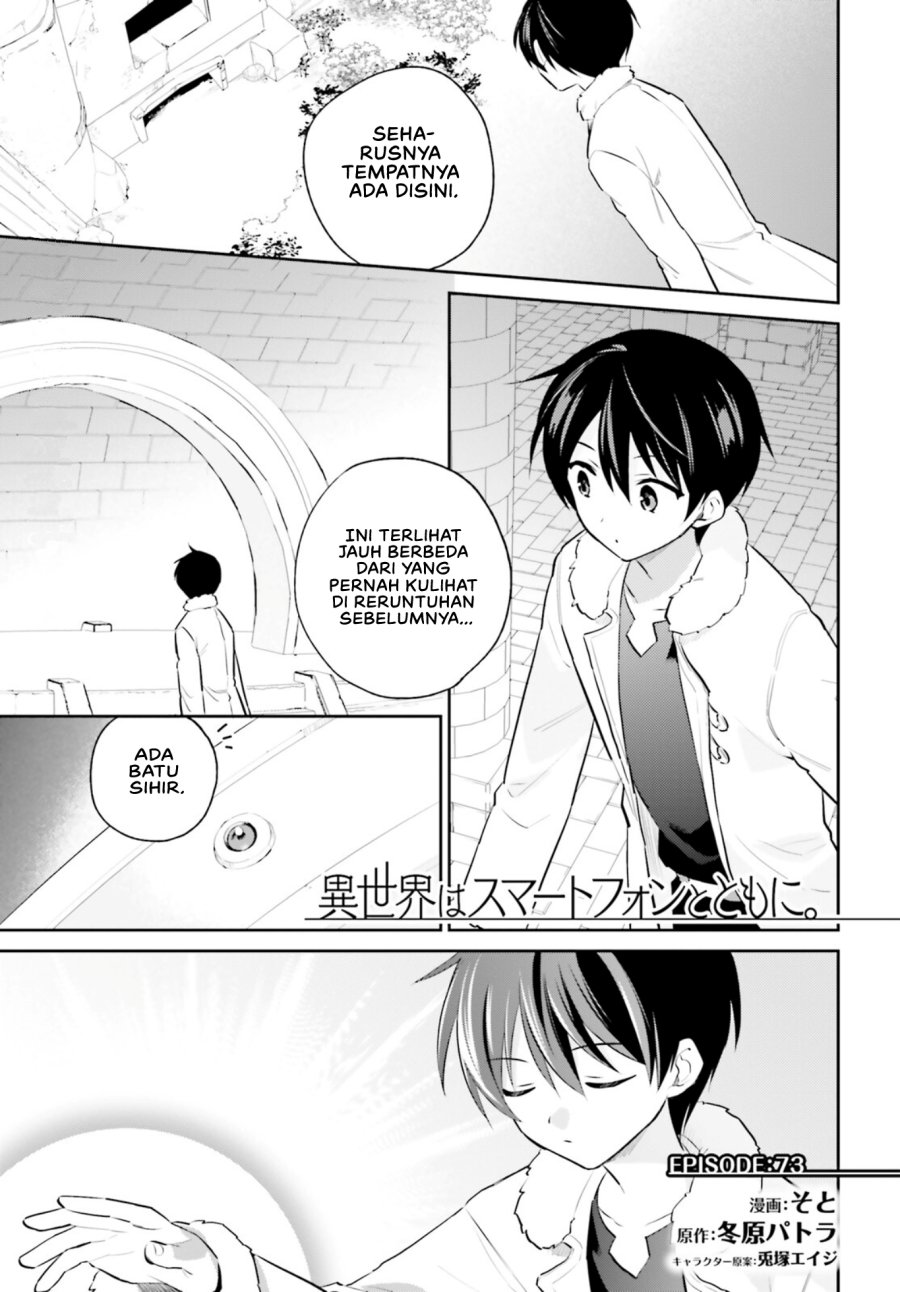 SEHA-
RUSNYA
TEMPATNYA
ADA DISINI.
INI TERLIHAT
JAUH BERBEDA
DARI YANG
PERNAH KULIHAT
DI RERUNTUHAN
SEBELUMNYA...
ADA
BATU
SIHIR.
異世界はスマートフォンとともに。
EPISODE:73
漫画:そと
原作:冬原パトラ
キャラクター原案:兎塚エイジ